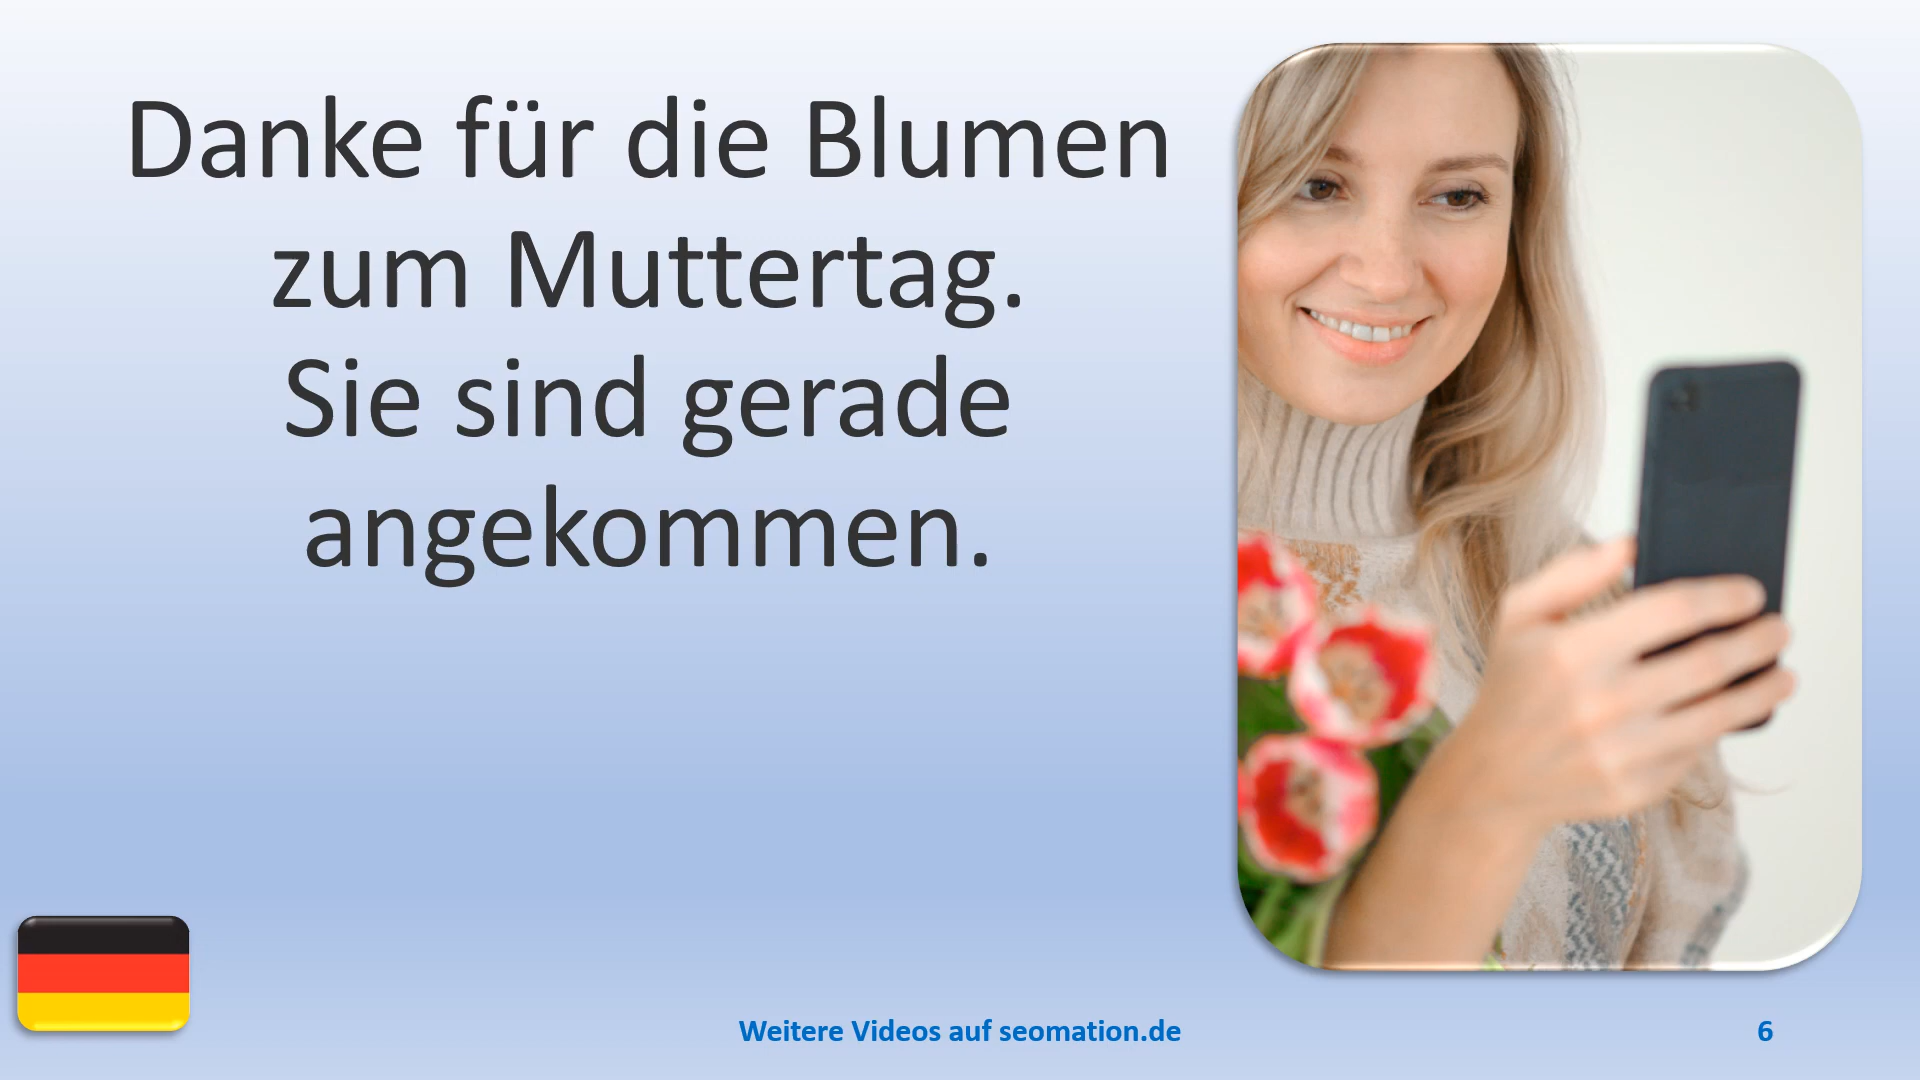 Danke für die Blumen
zum Muttertag.
Sie sind gerade
angekommen.
Weitere Videos auf seomation.de
6